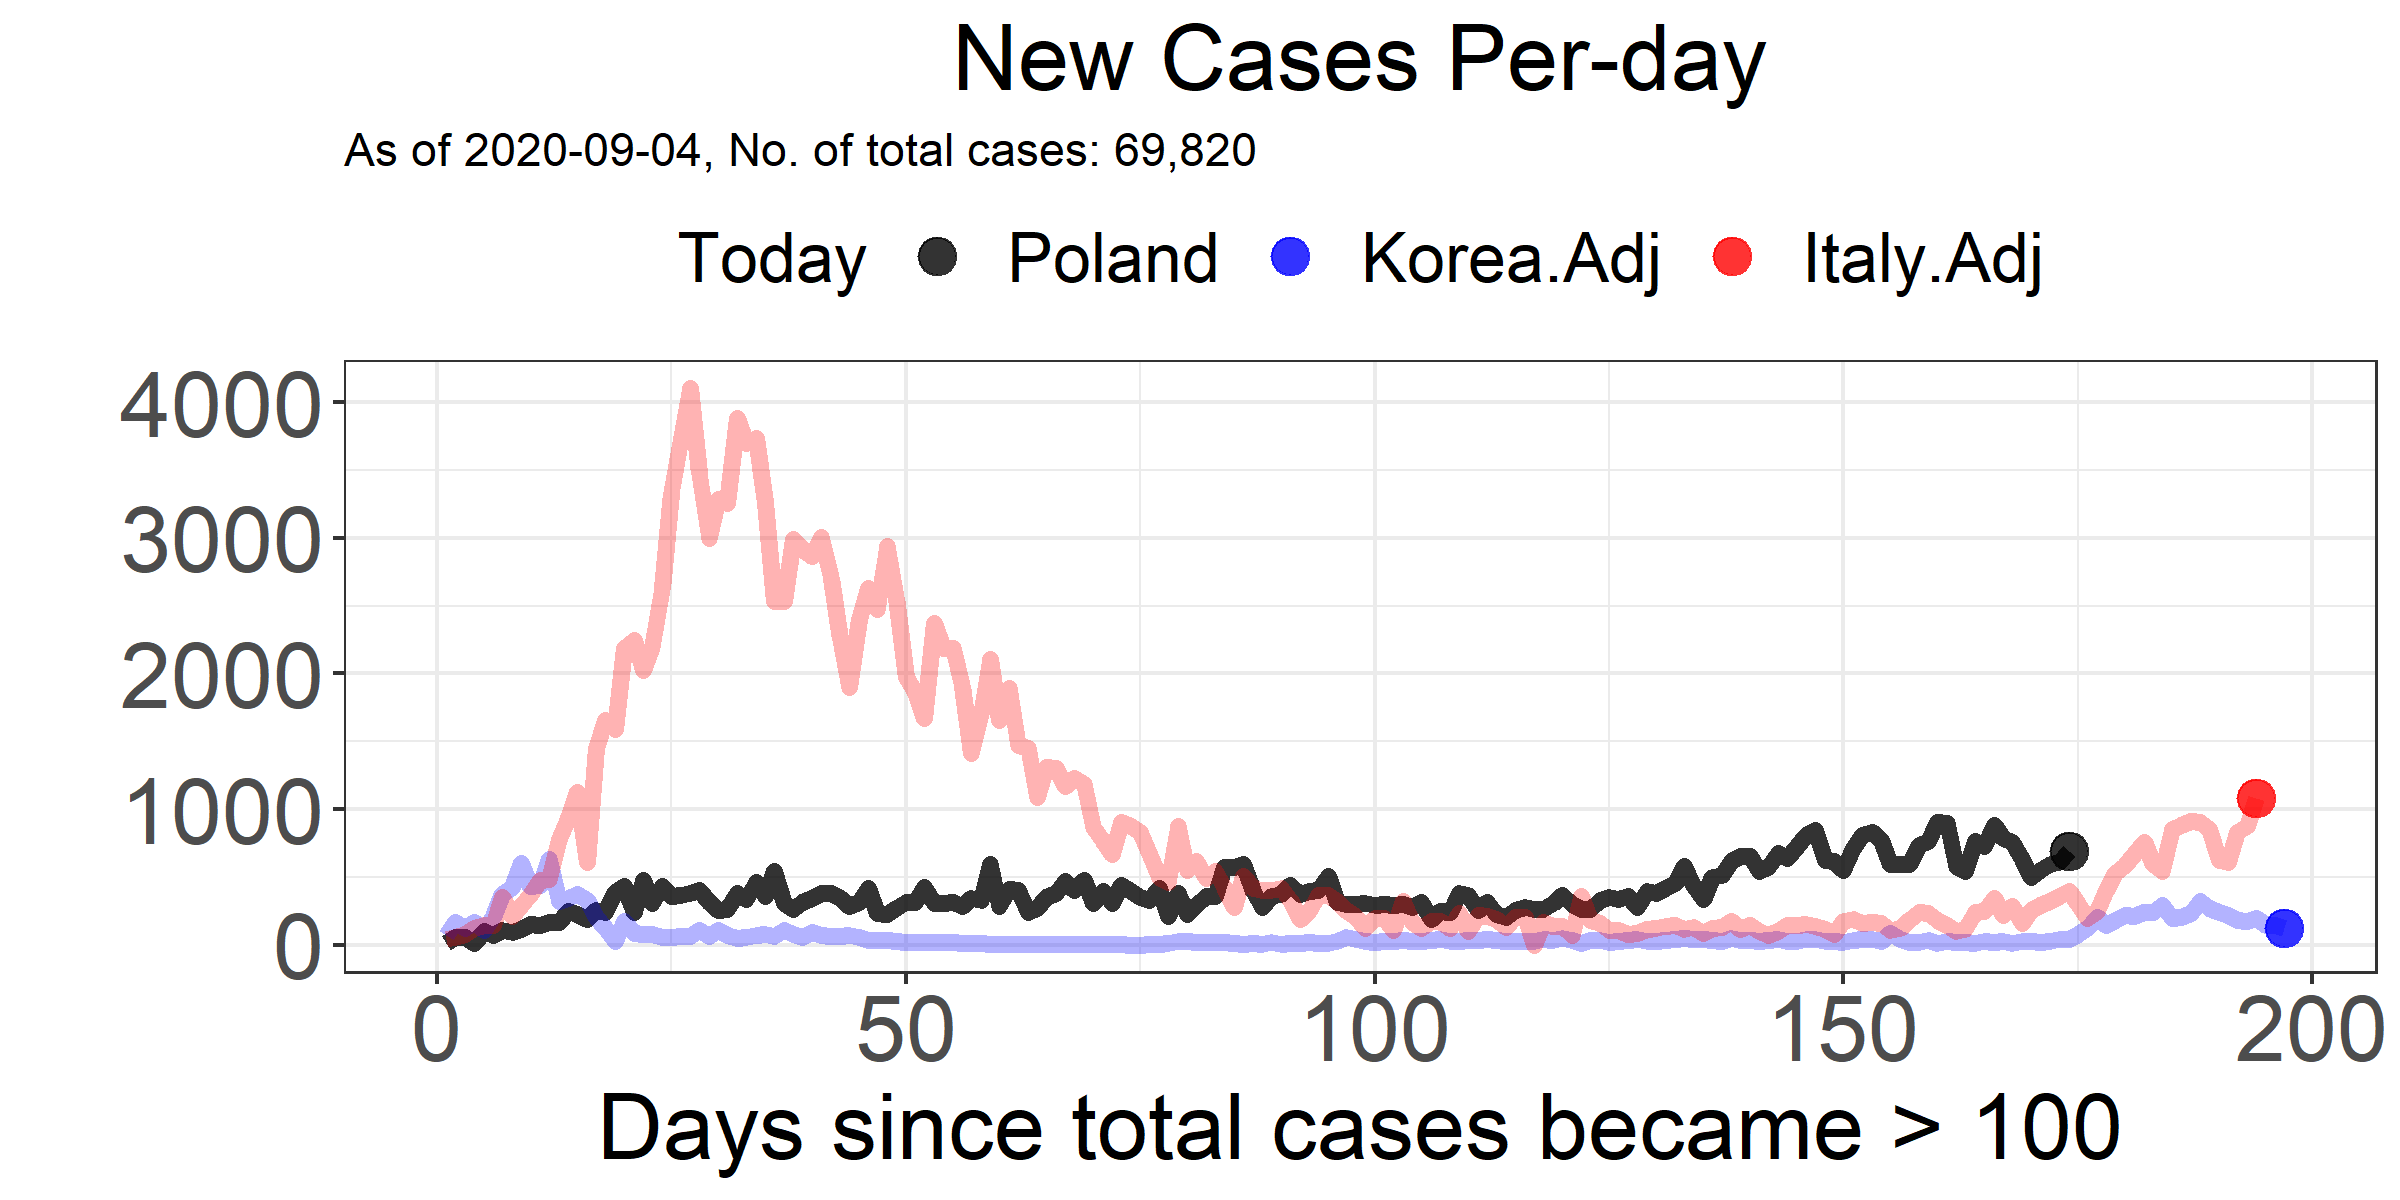 New Cases Per-day
As of 2020-09-04, No. of total cases: 69,820
Today Poland Korea.Adj Italy.Adj
4000
3000
2000
1000
0
0 50 100 150 200
Days since total cases became > 100